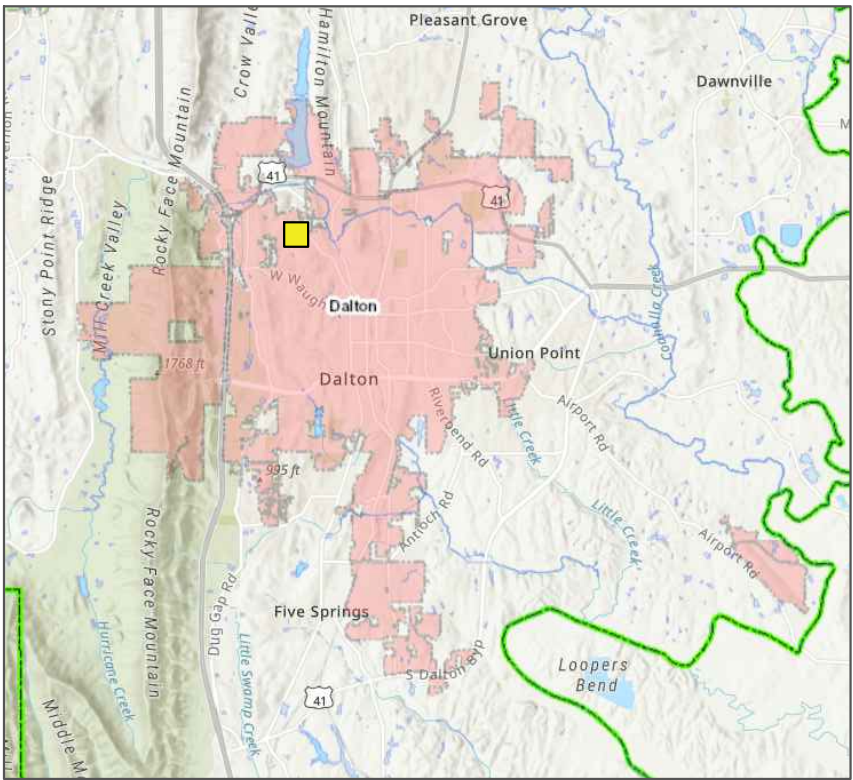 Pleasant Grove
Crow Valle
Hamilton Mountain
Dawnville
Rocky Face Mountain
41
41
Stony Point Ridge
Mill Creek Valley
Coahulla Creek
W Waugh
Dalton
Union Point
1768 ft
Dalton
Riverbend Rd
Little Creek
Airport Rd
995 ft
Antioch Rd
Little Creek
Airport Rd
Rocky Face Mountain
Dug Gap Rd
Five Springs
Hurricane Creek
Little Swamp Creek
S Dalton Byp
Loopers
Bend
41
Middle Mo